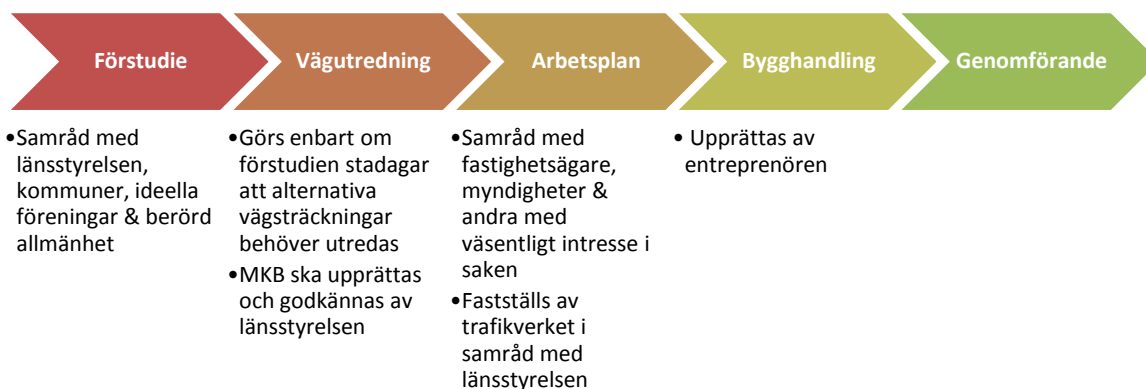 Förstudie
Vägutredning
Arbetsplan
Bygghandling
Genomförande
•Samråd med
länsstyrelsen,
kommuner, ideella
föreningar & berörd
allmänhet
•Görs enbart om
förstudien stadagar
att alternativa
vägsträckningar
behöver utredas
•MKB ska upprättas
och godkännas av
länsstyrelsen
•Samråd med
fastighetsägare,
myndigheter &
andra med
väsentligt intresse i
saken
•Fastställs av
trafikverket i
samråd med
länsstyrelsen
• Upprättas av
entreprenören